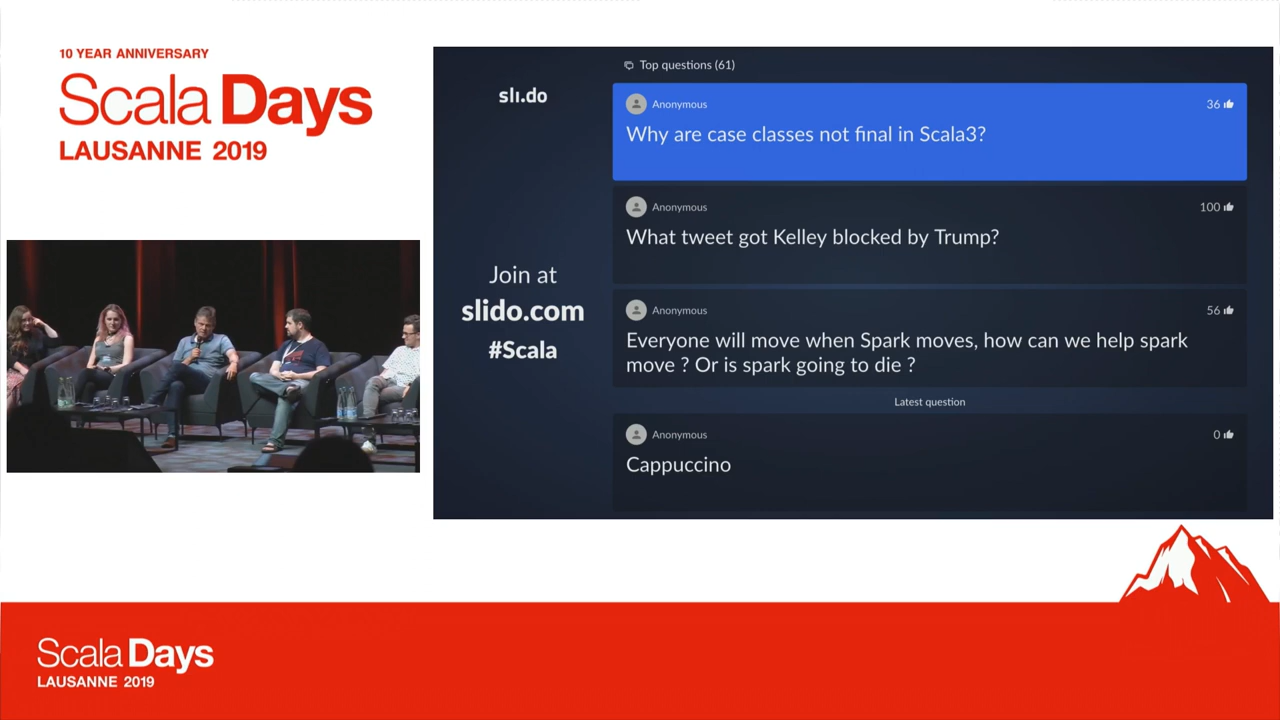 10 YEAR ANNIVERSARY
Scala Days
LAUSANNE 2019
sli.do
Join at
slido.com
#Scala
Top questions (61)
Anonymous
36
Why are case classes not final in Scala3?
Anonymous
100
What tweet got Kelley blocked by Trump?
Anonymous
56
Everyone will move when Spark moves, how can we help spark
move ? Or is spark going to die ?
Latest question
Anonymous
0
Cappuccino
Scala Days
LAUSANNE 2019